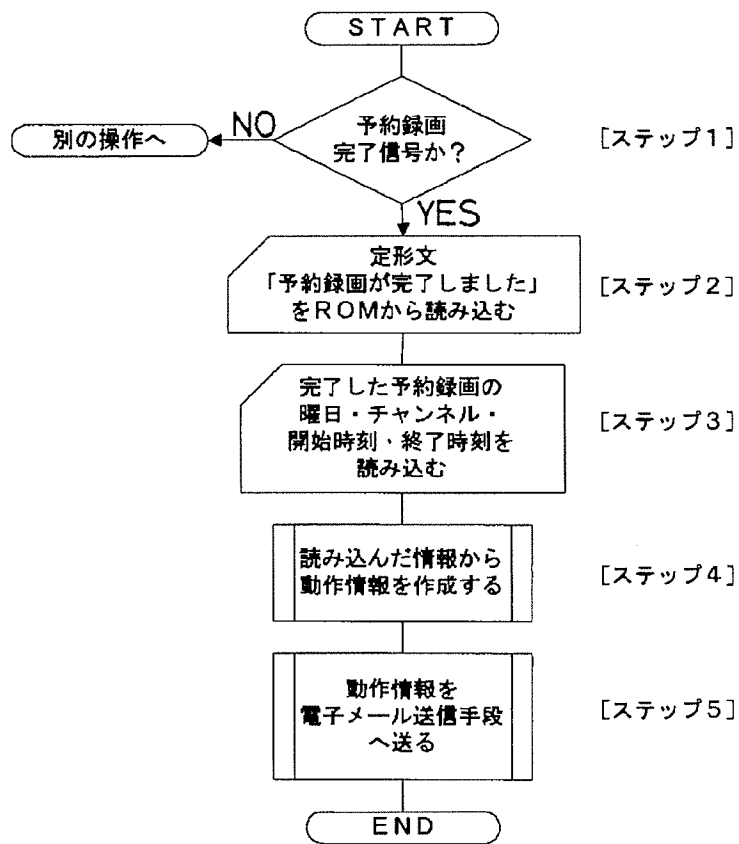 START
予約録画
完了信号か？
[ステップ1]
NO
別の操作へ
YES
定形文
「予約録画が完了しました」
をROMから読み込む
[ステップ2]
完了した予約録画の
曜日・チャンネル・
開始時刻・終了時刻を
読み込む
[ステップ3]
読み込んだ情報から
動作情報を作成する
[ステップ4]
動作情報を
電子メール送信手段
へ送る
[ステップ5]
END